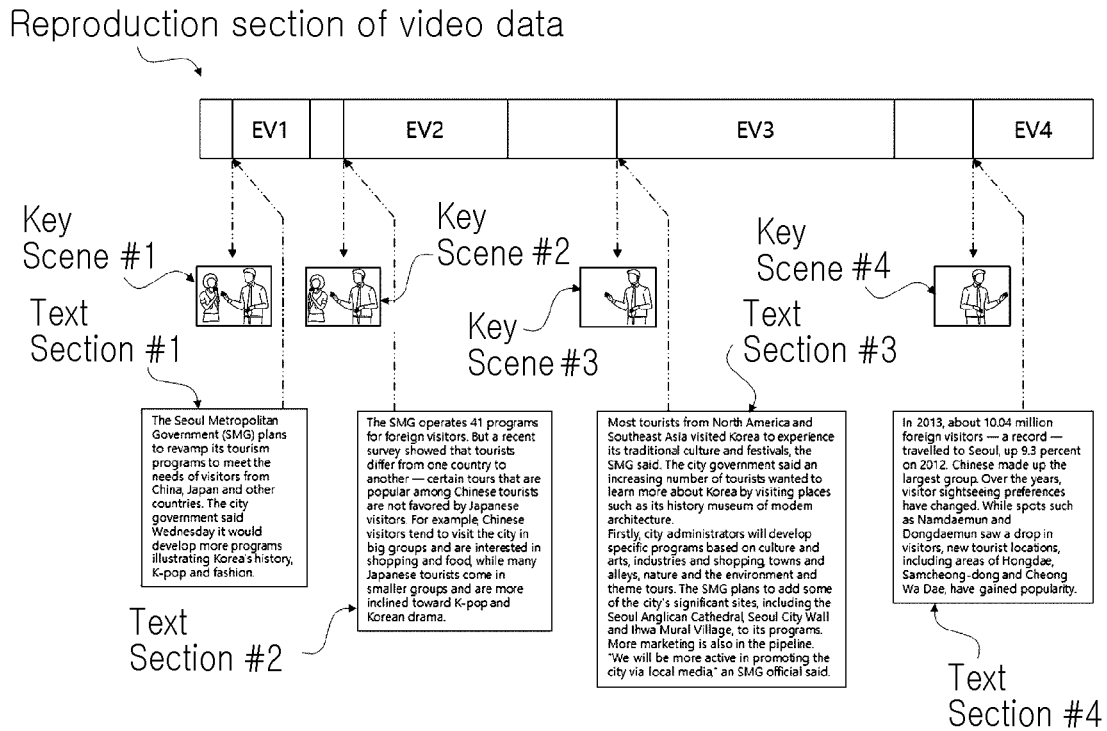 Reproduction section of video data
EV1
EV2
EV3
EV4
Key
Scene #1
Key
Scene #2
Key
Scene #3
Key
Scene #4
Text
Section #1
Text
Section #3
The Seoul Metropolitan
Government (SMG) plans
to revamp its tourism
programs to meet the
needs of visitors from
China, Japan and other
countries. The city
government said
Wednesday it would
develop more programs
illustrating Korea's history,
K-pop and fashion.
The SMG operates 41 programs
for foreign visitors. But a recent
survey showed that tourists
differ from one country to
another — certain tours that are
popular among Chinese tourists
are not favored by Japanese
visitors. For example, Chinese
visitors tend to visit the city in
big groups and are interested in
shopping and food, while many
Japanese tourists come in
smaller groups and are more
inclined toward K-pop and
Korean drama.
Most tourists from North America and
Southeast Asia visited Korea to experience
its traditional culture and festivals, the
SMG said. The city government said an
increasing number of tourists wanted to
learn more about Korea by visiting places
such as its history museum of modern
architecture.
Firstly, city administrators will develop
specific programs based on culture and
arts, industries and shopping, towns and
alleys, nature and the environment and
theme tours. The SMG plans to add some
of the city's significant sites, including the
Seoul Anglican Cathedral, Seoul City Wall
and Ihwa Mural Village, to its programs.
More marketing is also in the pipeline.
"We will be more active in promoting the
city via local media," an SMG official said.
In 2013, about 10.04 million
foreign visitors — a record —
travelled to Seoul, up 9.3 percent
on 2012. Chinese made up the
largest group. Over the years,
visitor sightseeing preferences
have changed. While spots such
as Namdaemun and
Dongdaemun saw a drop in
visitors, new tourist locations,
including areas of Hongdae,
Samcheong-dong and Cheong
Wa Dae, have gained popularity.
Text
Section #2
Text
Section #4